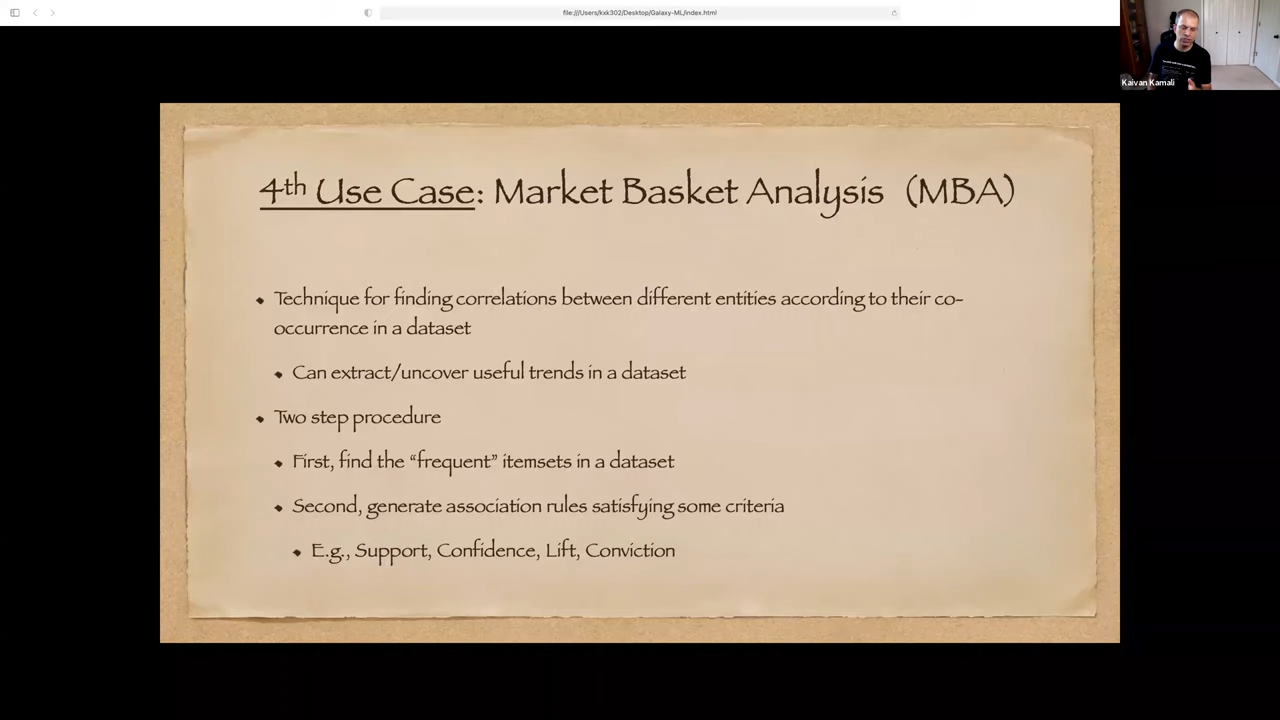 file:///Users/kxk302/Desktop/Galaxy-ML/index.html
Kaivan Kamali
4th Use Case: Market Basket Analysis (MBA)
Technique for finding correlations between different entities according to their co-
occurrence in a dataset
Can extract/uncover useful trends in a dataset
Two step procedure
First, find the “frequent” itemsets in a dataset
Second, generate association rules satisfying some criteria
E.g., Support, Confidence, Lift, Conviction